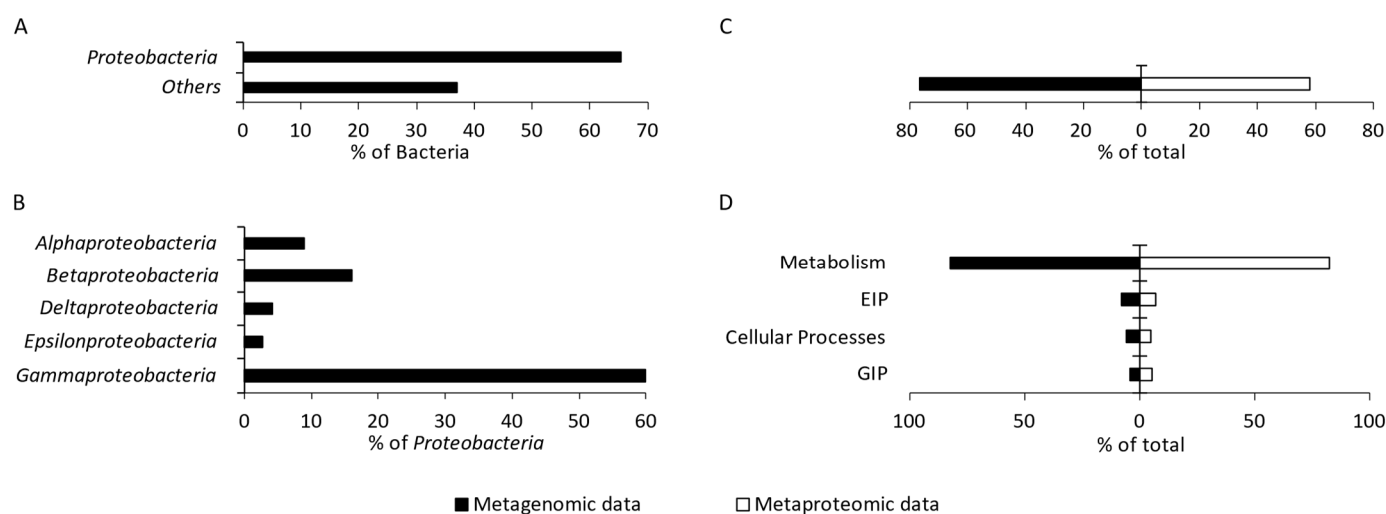 A
Proteobacteria
Others
0 10 20 30 40 50 60 70
% of Bacteria
B
Alphaproteobacteria
Betaproteobacteria
Deltaproteobacteria
Epsilonproteobacteria
Gammaproteobacteria
0 10 20 30 40 50 60
% of Proteobacteria
C
80 60 40 20 0 20 40 60 80
% of total
D
Metabolism
EIP
Cellular Processes
GIP
100 50 0 50 100
% of total
Metagenomic data
Metaproteomic data